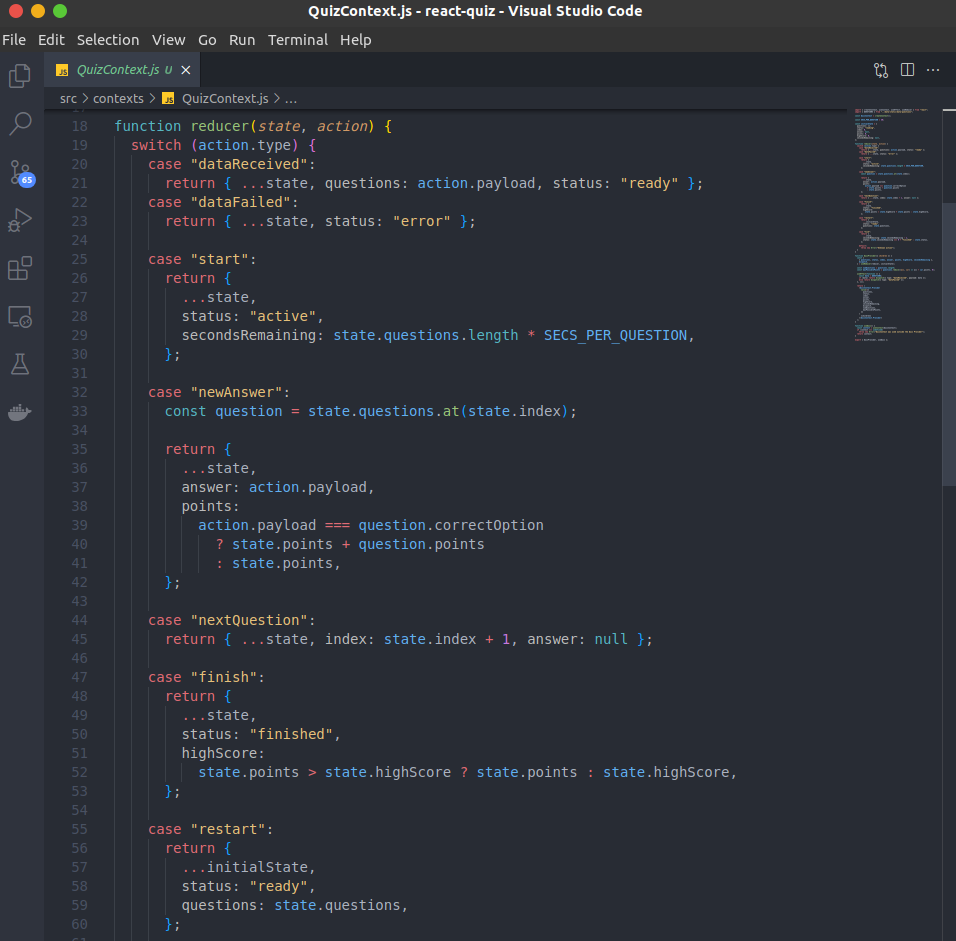 QuizContext.js - react-quiz - Visual Studio Code
File Edit Selection View Go Run Terminal Help
JS QuizContext.js U ×
src > contexts > JS QuizContext.js > ...
65
18 function reducer(state, action) {
19   switch (action.type) {
20     case "dataReceived":
21       return { ...state, questions: action.payload, status: "ready" };
22     case "dataFailed":
23       return { ...state, status: "error" };
24
25     case "start":
26       return {
27         ...state,
28         status: "active",
29         secondsRemaining: state.questions.length * SECS_PER_QUESTION,
30       };
31
32     case "newAnswer":
33       const question = state.questions.at(state.index);
34
35       return {
36         ...state,
37         answer: action.payload,
38         points:
39           action.payload === question.correctOption
40             ? state.points + question.points
41             : state.points,
42       };
43
44     case "nextQuestion":
45       return { ...state, index: state.index + 1, answer: null };
46
47     case "finish":
48       return {
49         ...state,
50         status: "finished",
51         highScore:
52           state.points > state.highScore ? state.points : state.highScore,
53       };
54
55     case "restart":
56       return {
57         ...initialState,
58         status: "ready",
59         questions: state.questions,
60       };